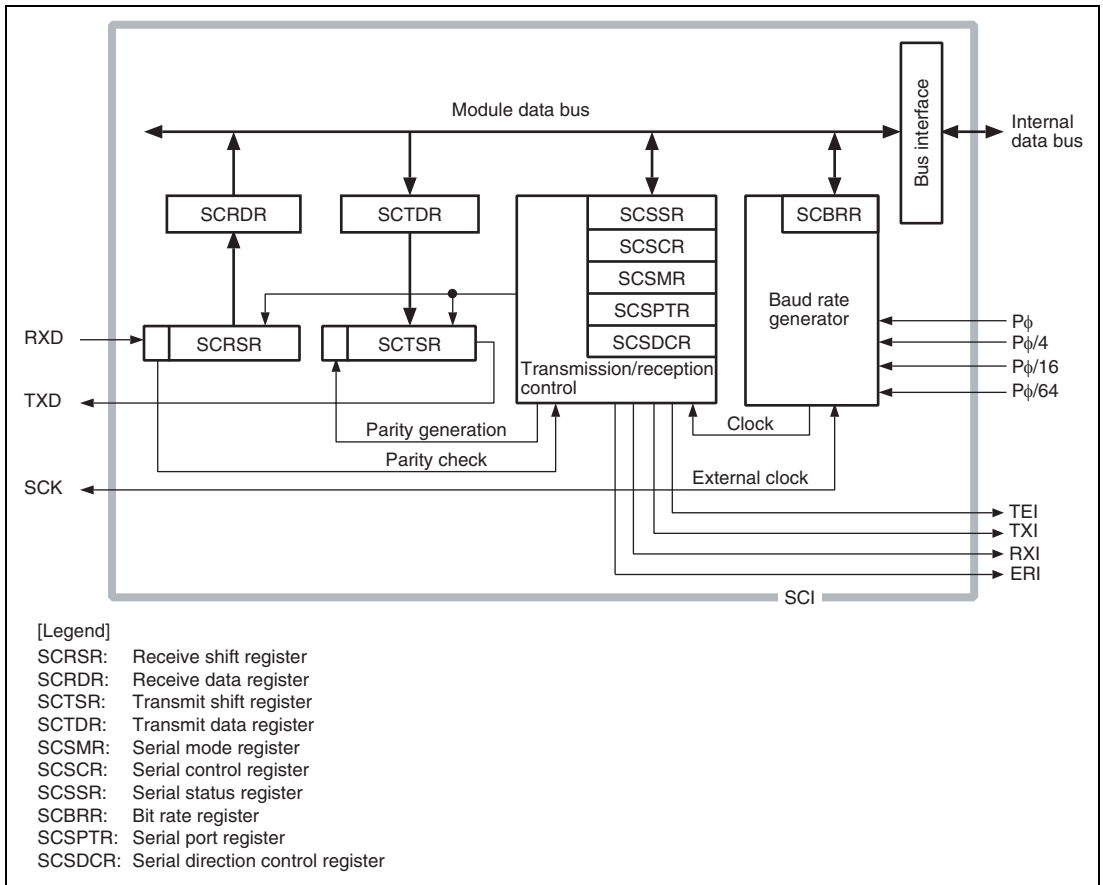 Module data bus
Bus interface
Internal
data bus
SCRDR
SCTDR
SCSSR
SCSCR
SCSMR
SCSPTR
SCSDCR
Transmission/reception
control
SCBRR
Baud rate
generator
RXD
SCRSR
SCTSR
TXD
Pϕ
Pϕ/4
Pϕ/16
Pϕ/64
Parity generation
Parity check
Clock
SCK
External clock
TEI
TXI
RXI
ERI
SCI
[Legend]
SCRSR: Receive shift register
SCRDR: Receive data register
SCTSR: Transmit shift register
SCTDR: Transmit data register
SCSMR: Serial mode register
SCSCR: Serial control register
SCSSR: Serial status register
SCBRR: Bit rate register
SCSPTR: Serial port register
SCSDCR: Serial direction control register